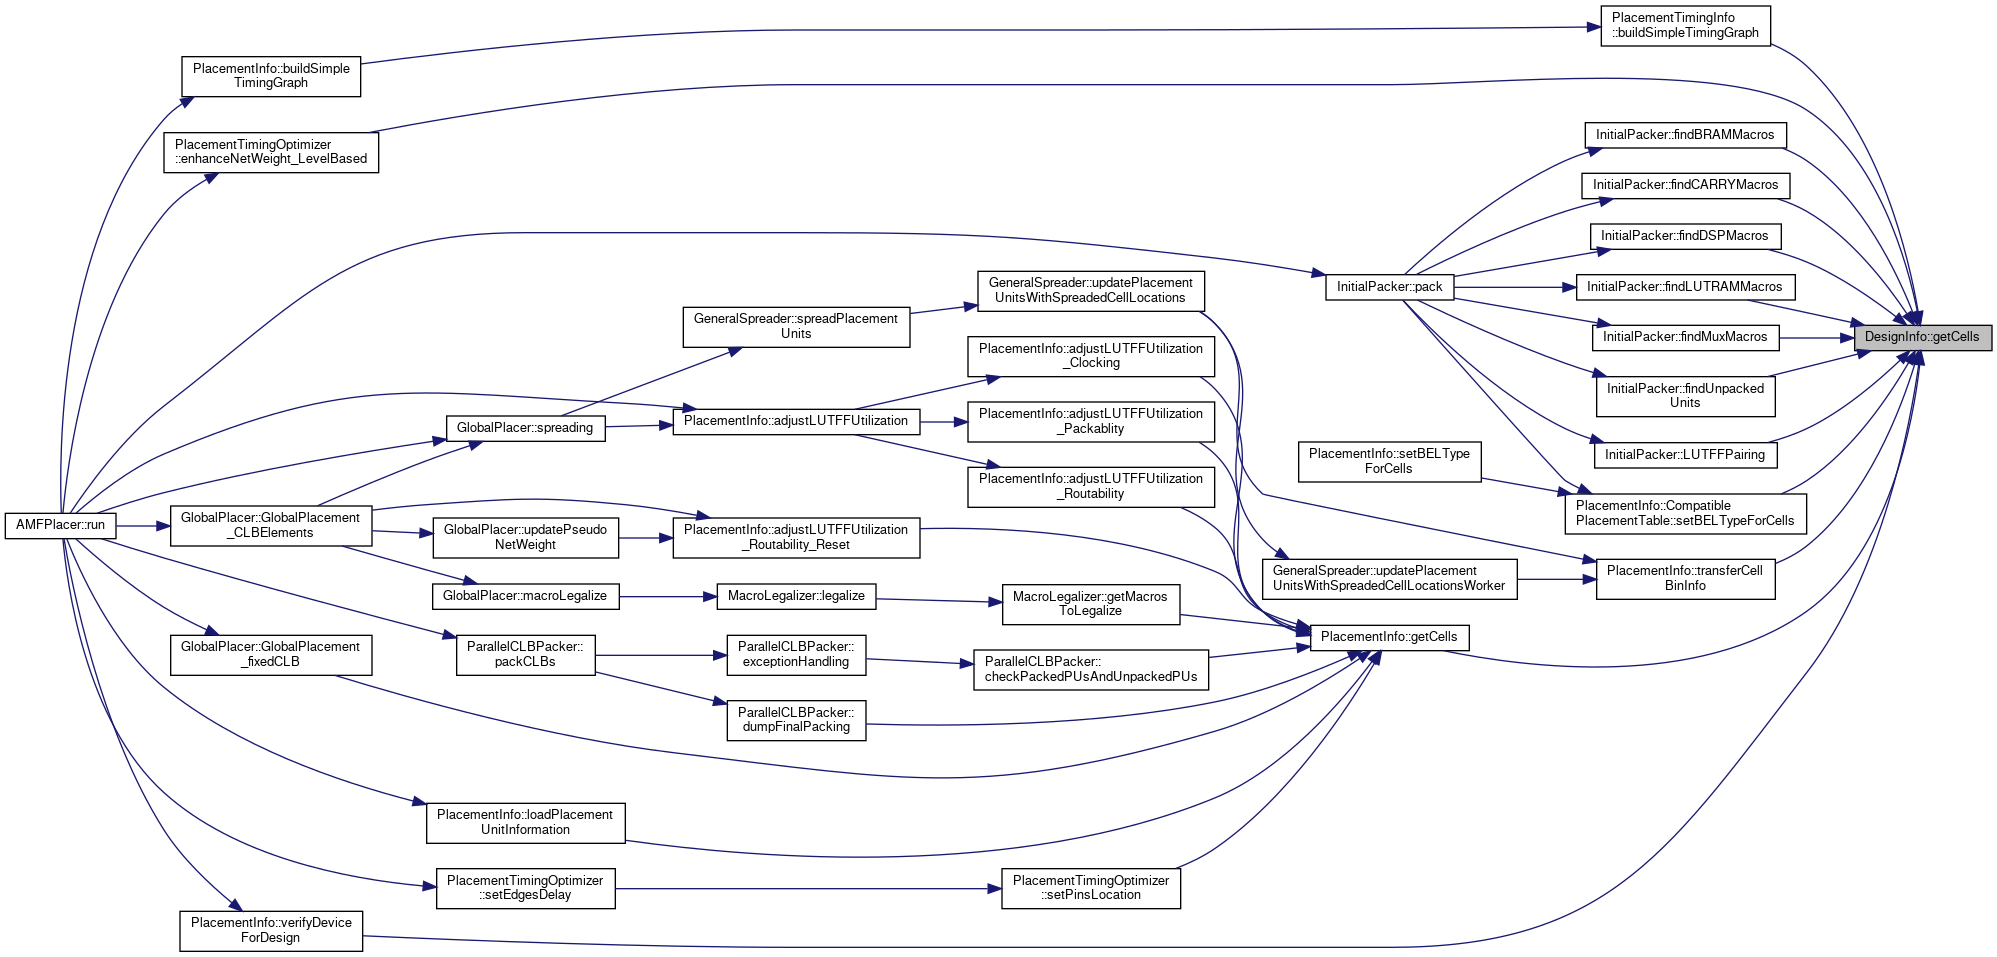 PlacementTimingInfo
::buildSimpleTimingGraph
PlacementInfo::buildSimple
TimingGraph
PlacementTimingOptimizer
::enhanceNetWeight_LevelBased
InitialPacker::findBRAMMacros
InitialPacker::findCARRYMacros
InitialPacker::findDSPMacros
InitialPacker::pack
InitialPacker::findLUTRAMMacros
InitialPacker::findMuxMacros
DesignInfo::getCells
InitialPacker::findUnpacked
Units
InitialPacker::LUTFFPairing
GeneralSpreader::updatePlacement
UnitsWithSpreadedCellLocations
GeneralSpreader::spreadPlacement
Units
PlacementInfo::adjustLUTFFUtilization
_Clocking
PlacementInfo::adjustLUTFFUtilization
_Packablity
PlacementInfo::adjustLUTFFUtilization
GlobalPlacer::spreading
PlacementInfo::adjustLUTFFUtilization
_Routability
PlacementInfo::setBELType
ForCells
PlacementInfo::Compatible
PlacementTable::setBELTypeForCells
AMFPlacer::run
GlobalPlacer::GlobalPlacement
_CLBElements
GlobalPlacer::updatePseudo
NetWeight
PlacementInfo::adjustLUTFFUtilization
_Routability_Reset
GeneralSpreader::updatePlacement
UnitsWithSpreadedCellLocationsWorker
PlacementInfo::transferCell
BinInfo
GlobalPlacer::macroLegalize
MacroLegalizer::legalize
MacroLegalizer::getMacros
ToLegalize
PlacementInfo::getCells
GlobalPlacer::GlobalPlacement
_fixedCLB
ParallelCLBPacker::
packCLBs
ParallelCLBPacker::
exceptionHandling
ParallelCLBPacker::
checkPackedPUsAndUnpackedPUs
ParallelCLBPacker::
dumpFinalPacking
PlacementInfo::loadPlacement
UnitInformation
PlacementTimingOptimizer
::setEdgesDelay
PlacementTimingOptimizer
::setPinsLocation
PlacementInfo::verifyDevice
ForDesign